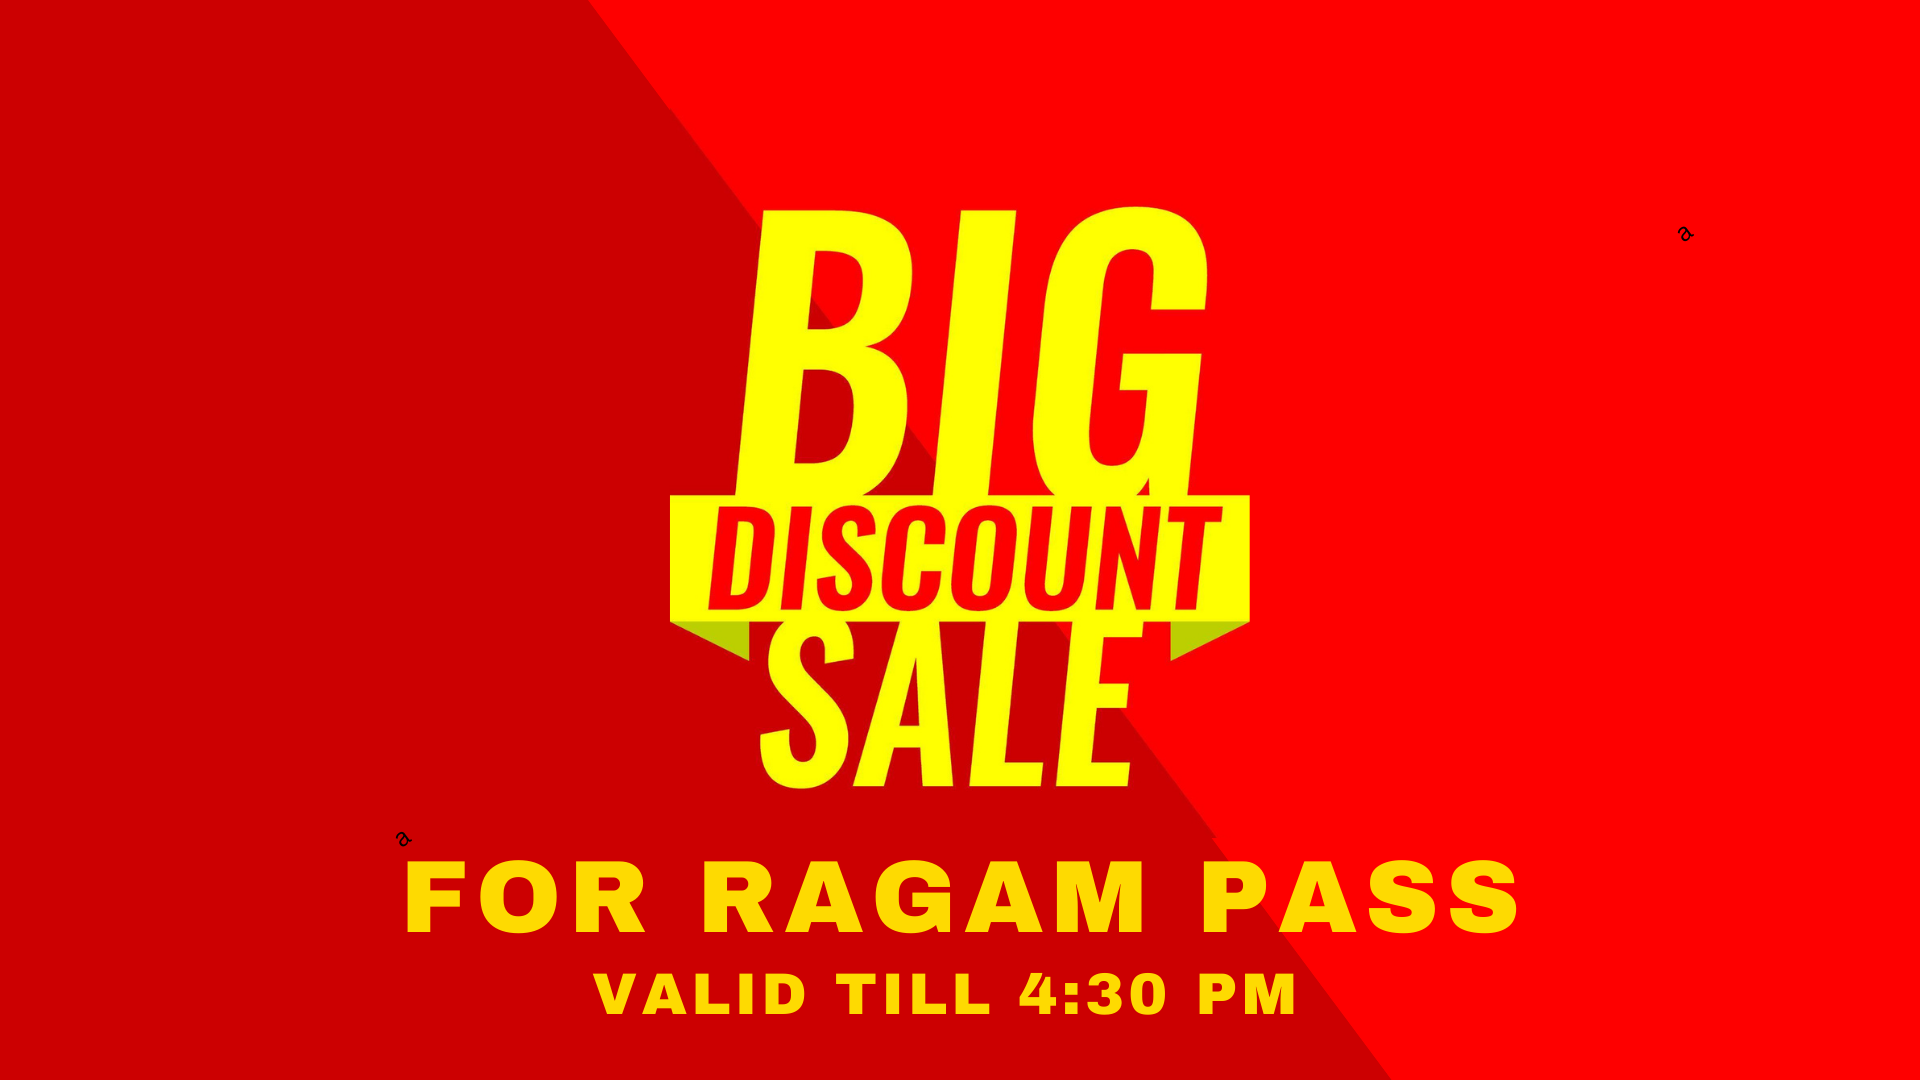 BIG
a
DISCOUNT
SALE
a
FOR RAGAM PASS
VALID TILL 4:30 PM